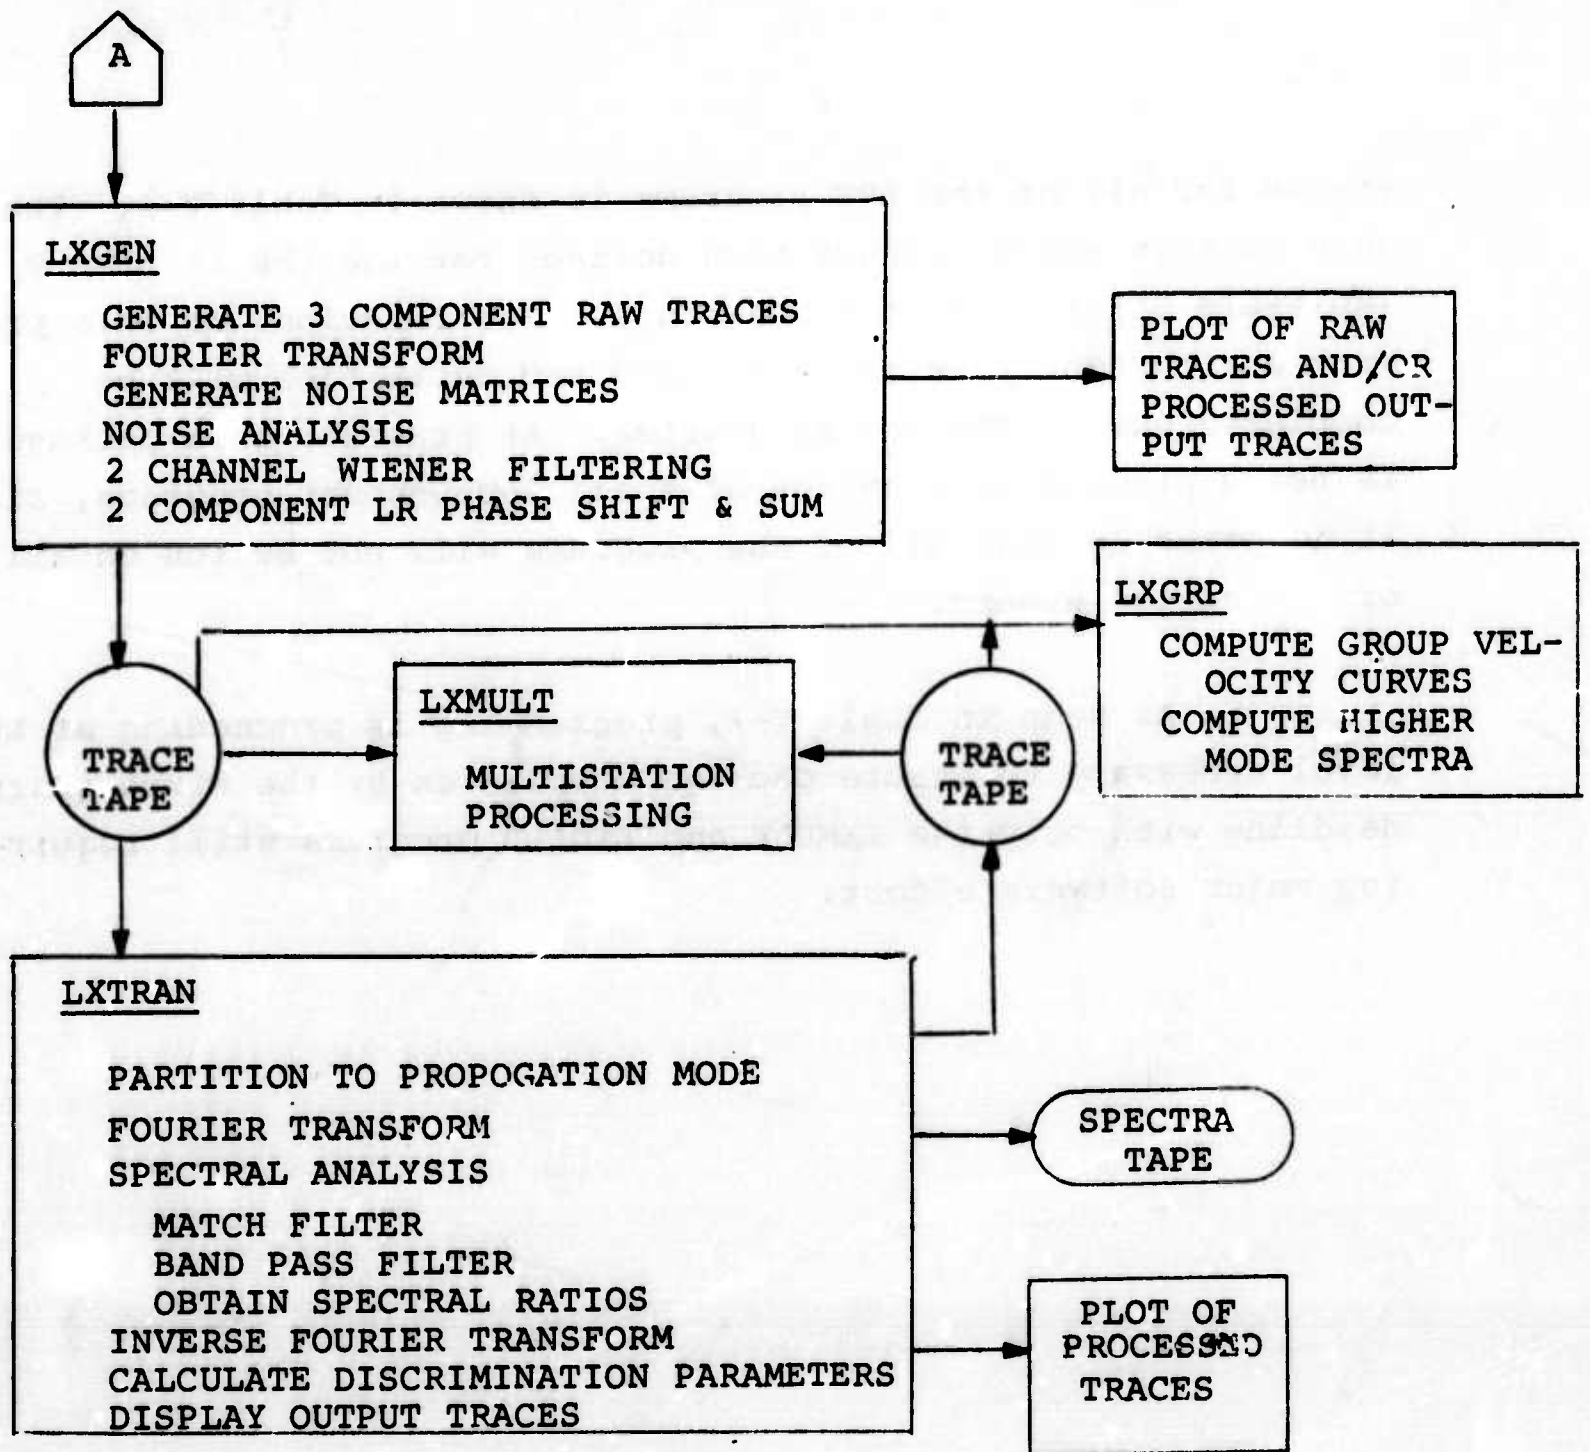 A
LXGEN
GENERATE 3 COMPONENT RAW TRACES
FOURIER TRANSFORM
GENERATE NOISE MATRICES
NOISE ANALYSIS
2 CHANNEL WIENER FILTERING
2 COMPONENT LR PHASE SHIFT & SUM
PLOT OF RAW
TRACES AND/OR
PROCESSED OUT-
PUT TRACES
LXGRP
COMPUTE GROUP VEL-
OCITY CURVES
COMPUTE HIGHER
MODE SPECTRA
TRACE
TAPE
LXMULT
MULTISTATION
PROCESSING
TRACE
TAPE
LXTRAN
PARTITION TO PROPOGATION MODE
FOURIER TRANSFORM
SPECTRAL ANALYSIS
MATCH FILTER
BAND PASS FILTER
OBTAIN SPECTRAL RATIOS
INVERSE FOURIER TRANSFORM
CALCULATE DISCRIMINATION PARAMETERS
DISPLAY OUTPUT TRACES
SPECTRA
TAPE
PLOT OF
PROCESSED
TRACES